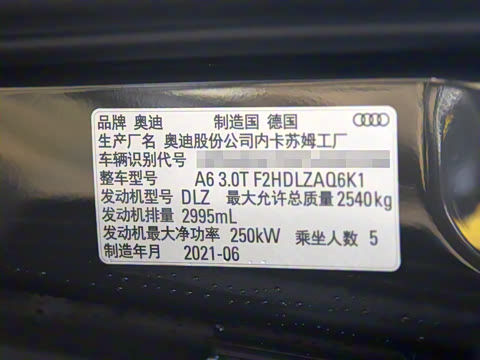 品牌 奥迪 制造国 德国
生产厂名 奥迪股份公司内卡苏姆工厂
车辆识别代号
整车型号 A6 3.0T F2HDLZAQ6K1
发动机型号 DLZ 最大允许总质量 2540kg
发动机排量 2995mL
发动机最大净功率 250kW 乘坐人数 5
制造年月 2021-06